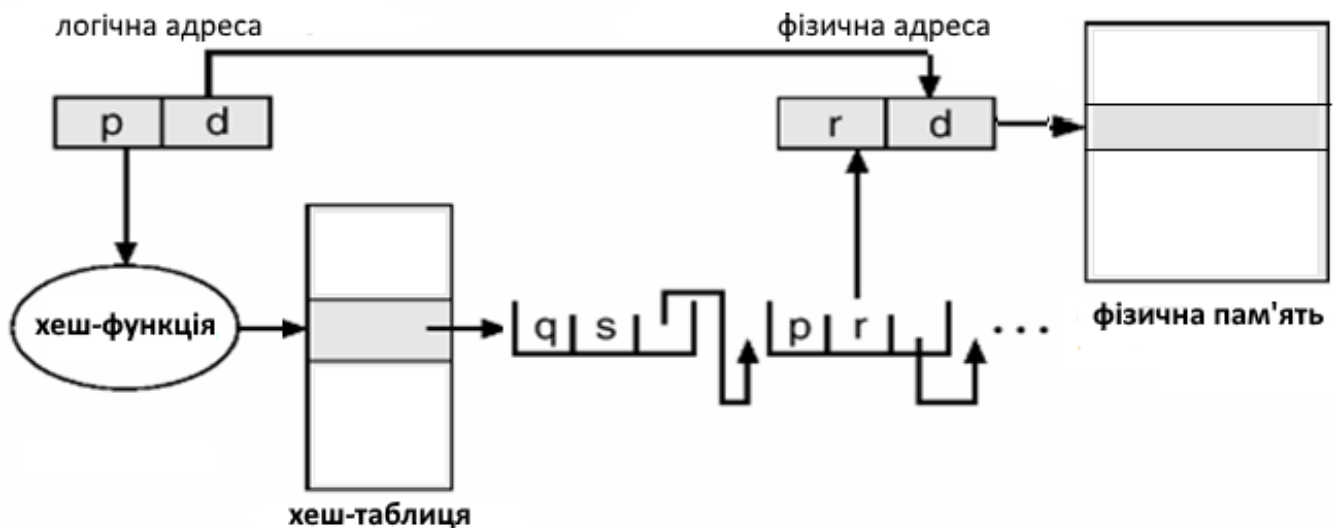 логічна адреса
фізична адреса
p d
r d
хеш-функція
q s
p r
...
фізична пам'ять
хеш-таблиця